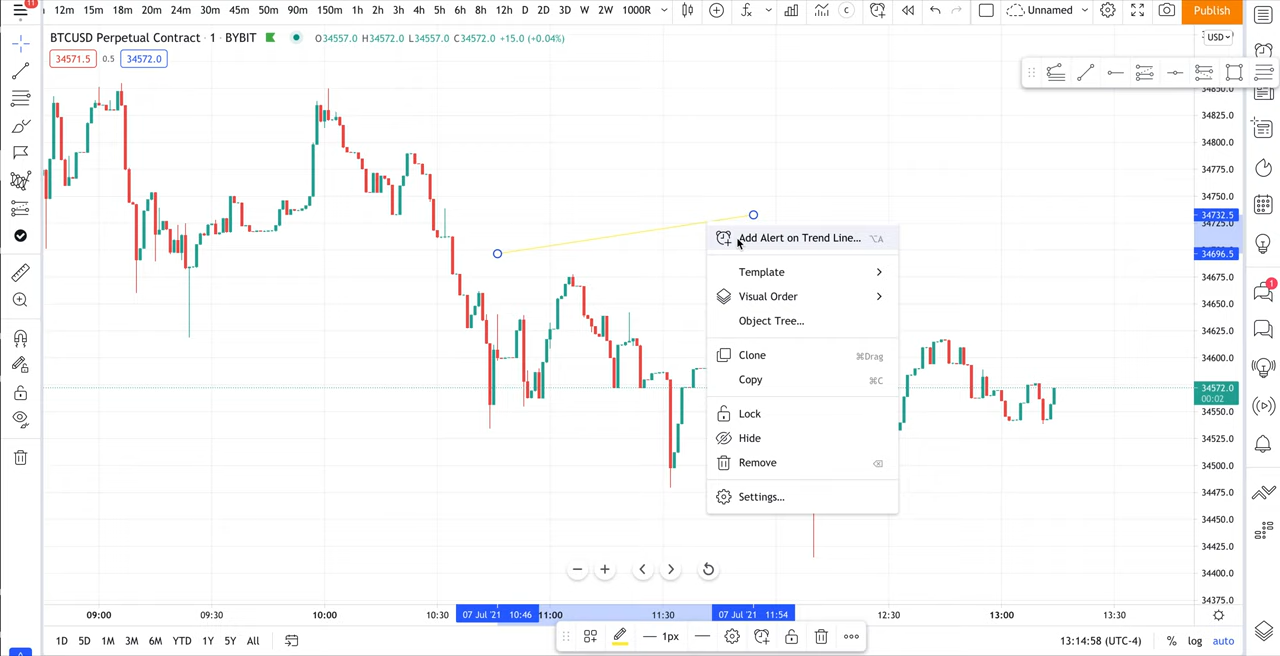 11
12m 15m 18m 20m 24m 30m 45m 50m 90m 150m 1h 2h 3h 4h 5h 6h 8h 12h D 2D 3D W 2W 1000R Unnamed Publish
BTCUSD Perpetual Contract · 1 · BYBIT O34557.0 H34572.0 L34557.0 C34572.0 +15.0 (+0.04%)
34571.5 0.5 34572.0
USD
34850.0
34825.0
34800.0
34775.0
34750.0
34732.5
34725.0
34696.5
34675.0
34650.0
34625.0
34600.0
34572.0
00:02
34550.0
34525.0
34500.0
34475.0
34450.0
34425.0
34400.0
34375.0
Add Alert on Trend Line... ⌥A
Template
Visual Order
Object Tree...
Clone ⌘Drag
Copy ⌘C
Lock
Hide
Remove
Settings...
1
09:00 09:30 10:00 10:30 07 Jul '21 10:46 11:00 11:30 07 Jul '21 11:54 12:30 13:00 13:30
1px
1D 5D 1M 3M 6M YTD 1Y 5Y All 13:14:58 (UTC-4) % log auto